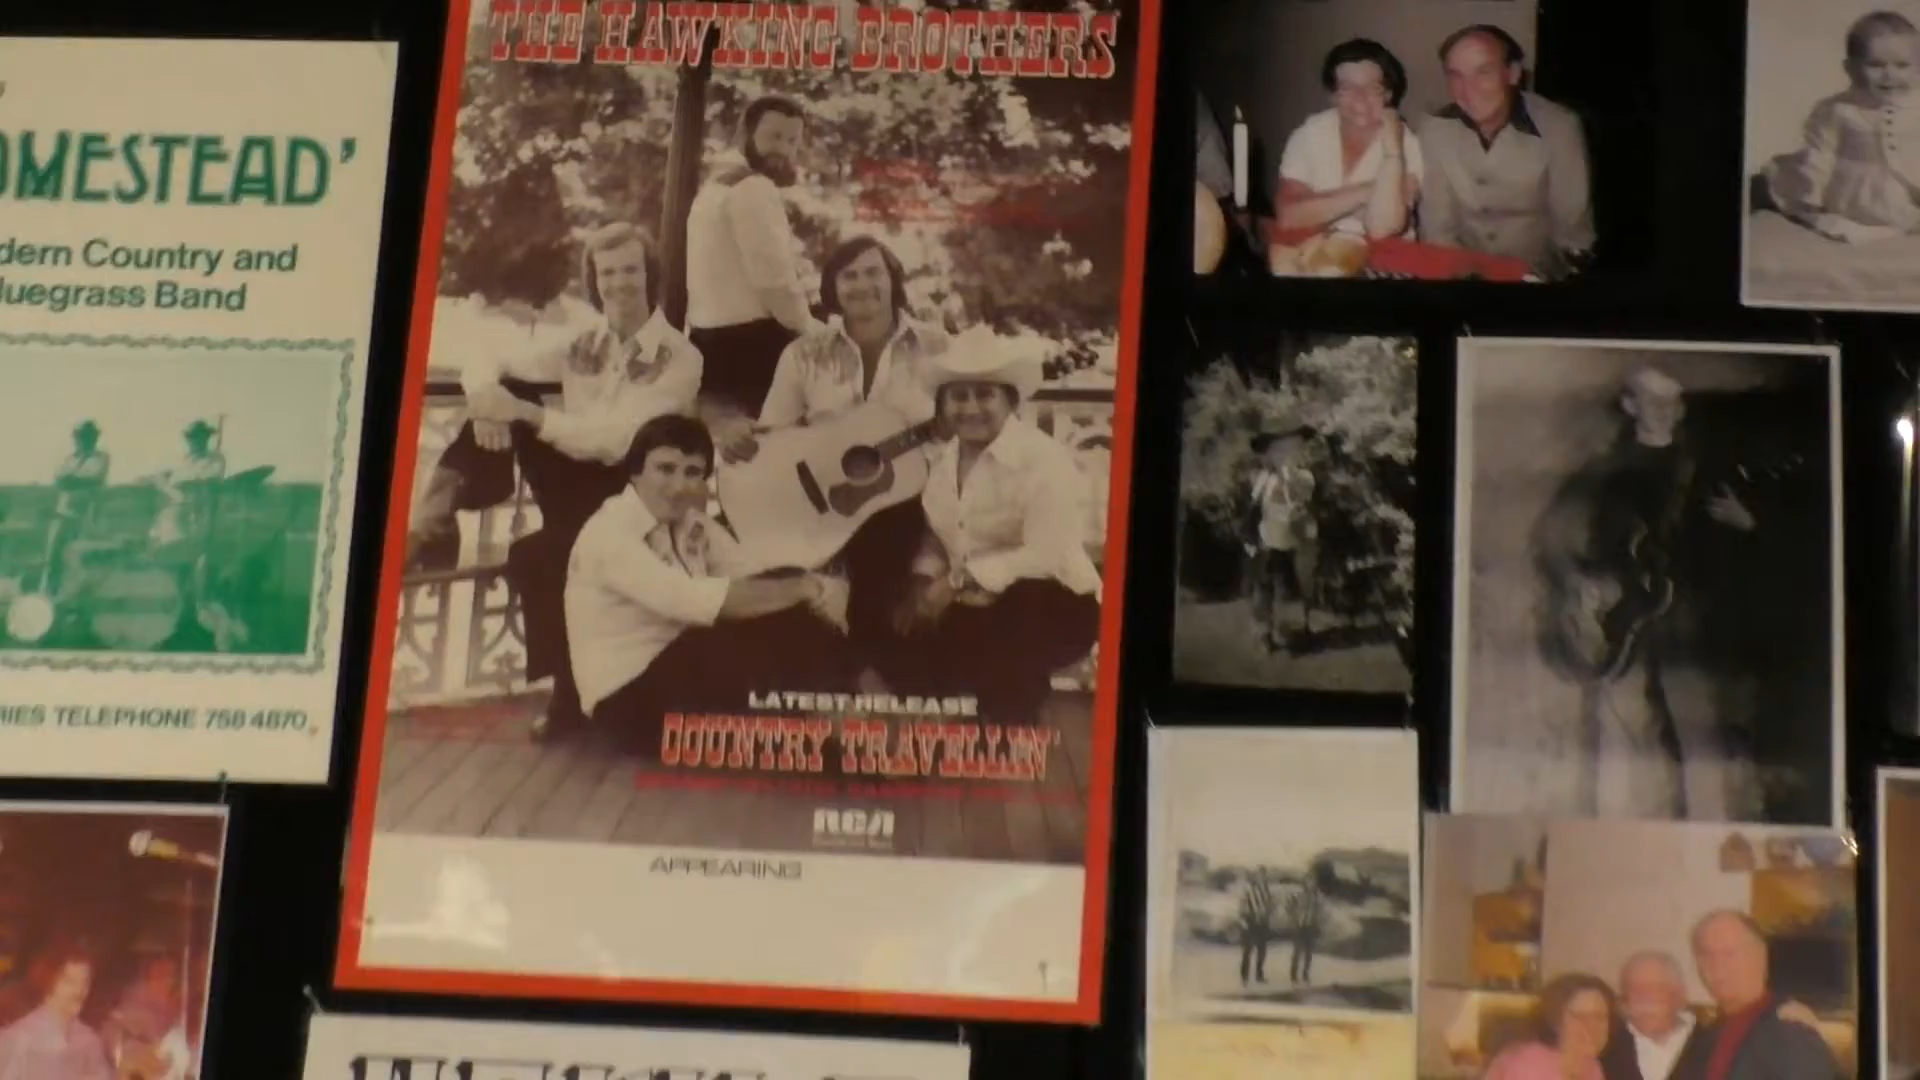 OMESTEAD'
dern Country and
luegrass Band
RIES TELEPHONE 758 4870
THE HAWKING BROTHERS
LATEST RELEASE
COUNTRY TRAVELLIN'
RCA
APPEARING